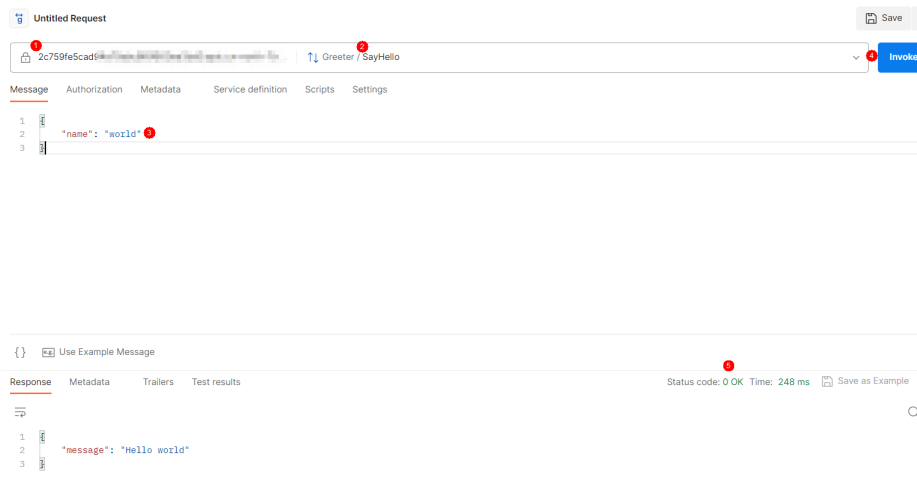 Untitled Request
Save
1
2
2c759fe5cad9
Greeter / SayHello
4
Invoke
Message Authorization Metadata Service definition Scripts Settings
1 {
2 "name": "world" 3
3 }
{} e.g. Use Example Message
5
Response Metadata Trailers Test results Status code: 0 OK Time: 248 ms Save as Example
1 {
2 "message": "Hello world"
3 }